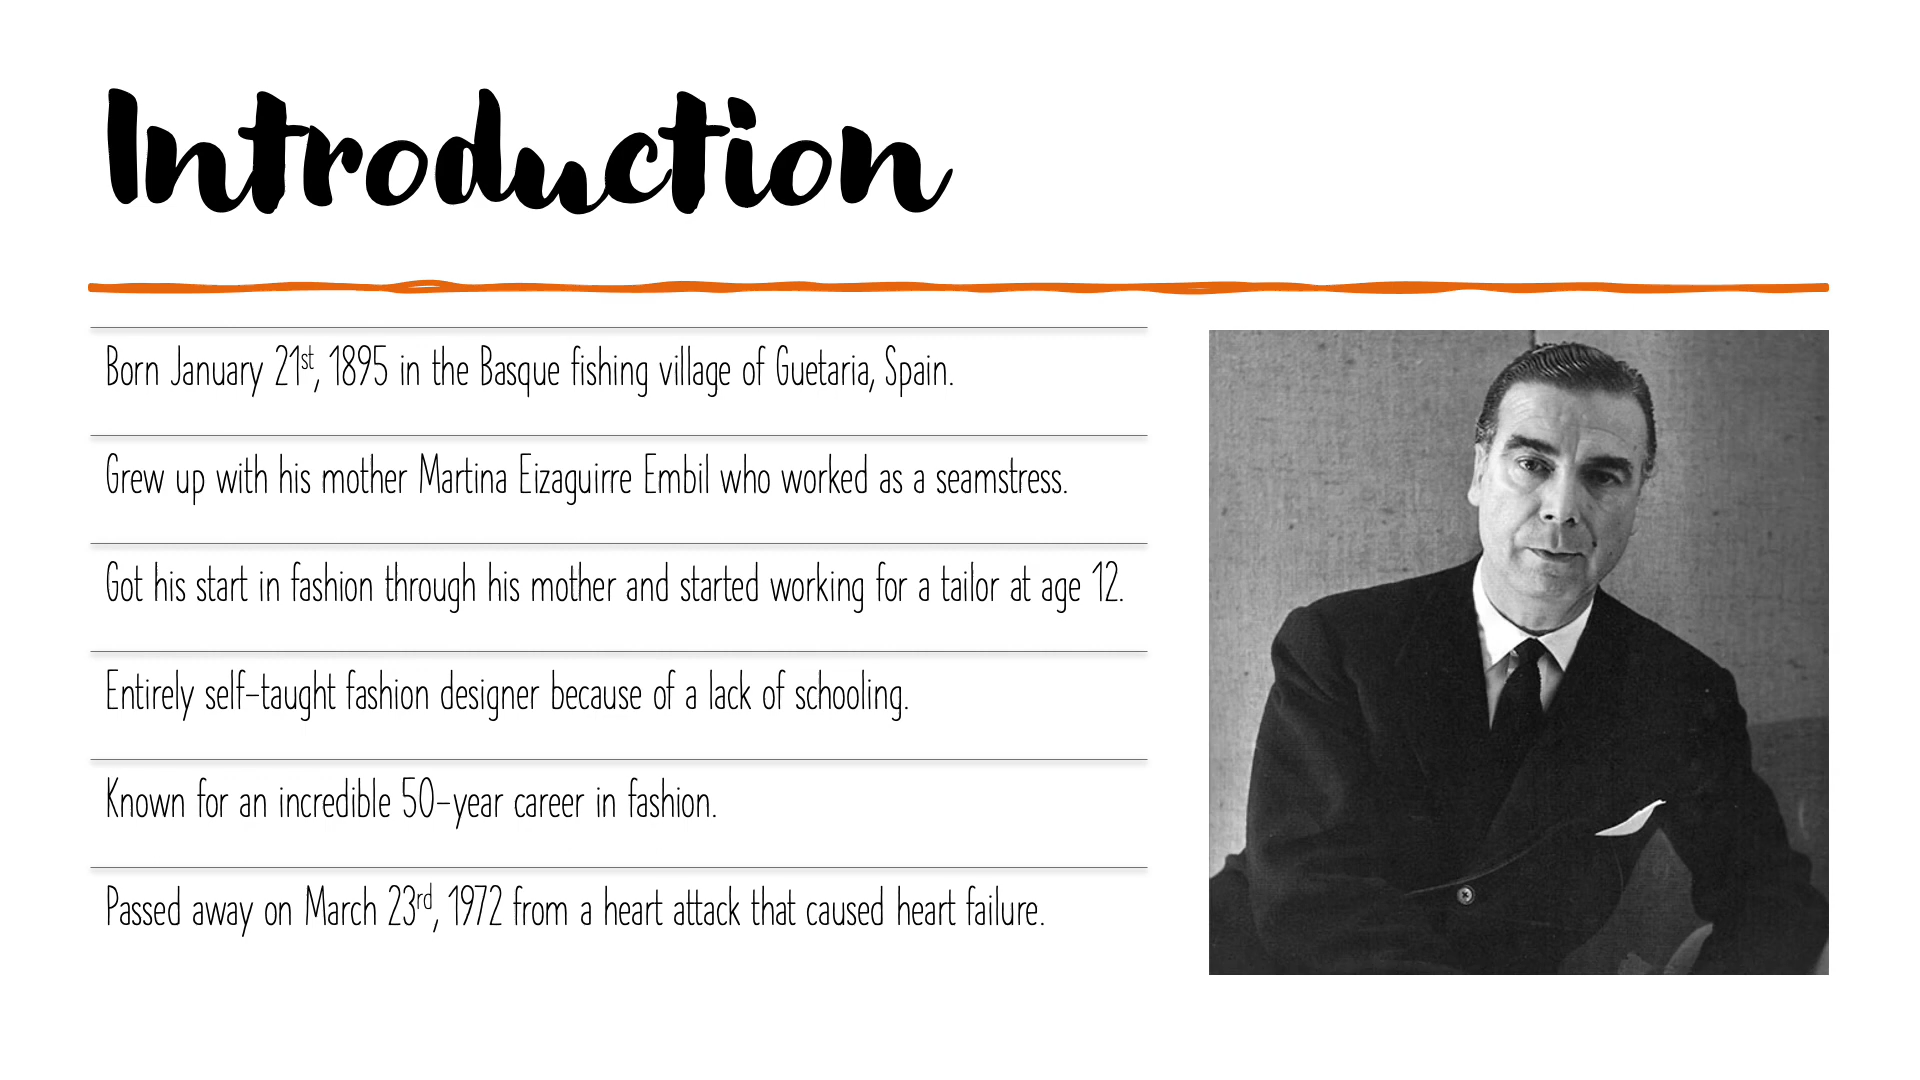 Introduction
Born January 21st, 1895 in the Basque fishing village of Guetaria, Spain.
Grew up with his mother Martina Eizaguirre Embil who worked as a seamstress.
Got his start in fashion through his mother and started working for a tailor at age 12.
Entirely self-taught fashion designer because of a lack of schooling.
Known for an incredible 50-year career in fashion.
Passed away on March 23rd, 1972 from a heart attack that caused heart failure.